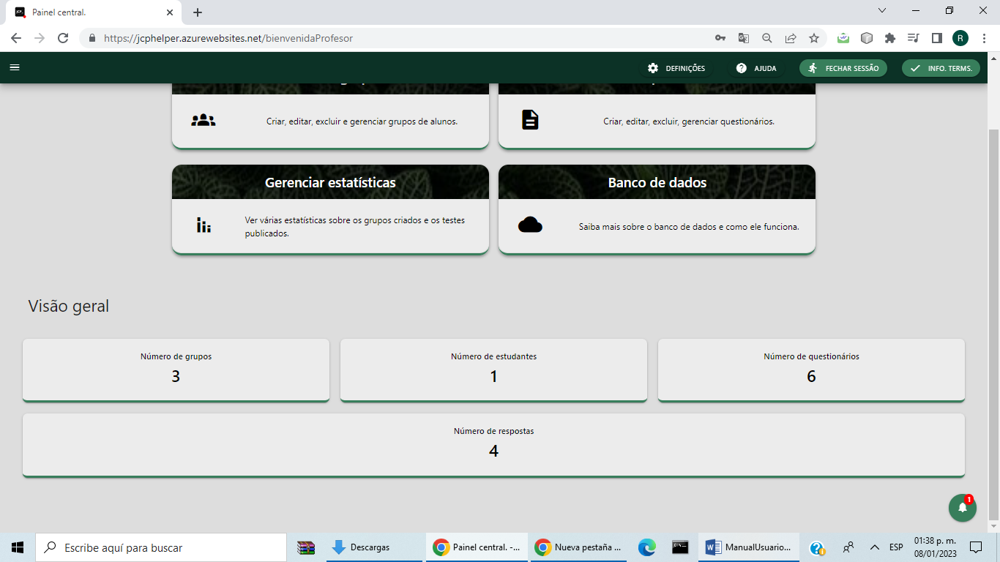 Painel central.
https://jcphelper.azurewebsites.net/bienvenidaProfesor
R
DEFINIÇÕES
AJUDA
FECHAR SESSÃO
INFO. TERMS.
Criar, editar, excluir e gerenciar grupos de alunos.
Criar, editar, excluir, gerenciar questionários.
Gerenciar estatísticas
Banco de dados
Ver várias estatísticas sobre os grupos criados e os testes
publicados.
Saiba mais sobre o banco de dados e como ele funciona.
Visão geral
Número de grupos
3
Número de estudantes
1
Número de questionários
6
Número de respostas
4
1
Escribe aquí para buscar
Descargas
Painel central. -...
Nueva pestaña ...
ManualUsuario...
ESP
01:38 p. m.
08/01/2023